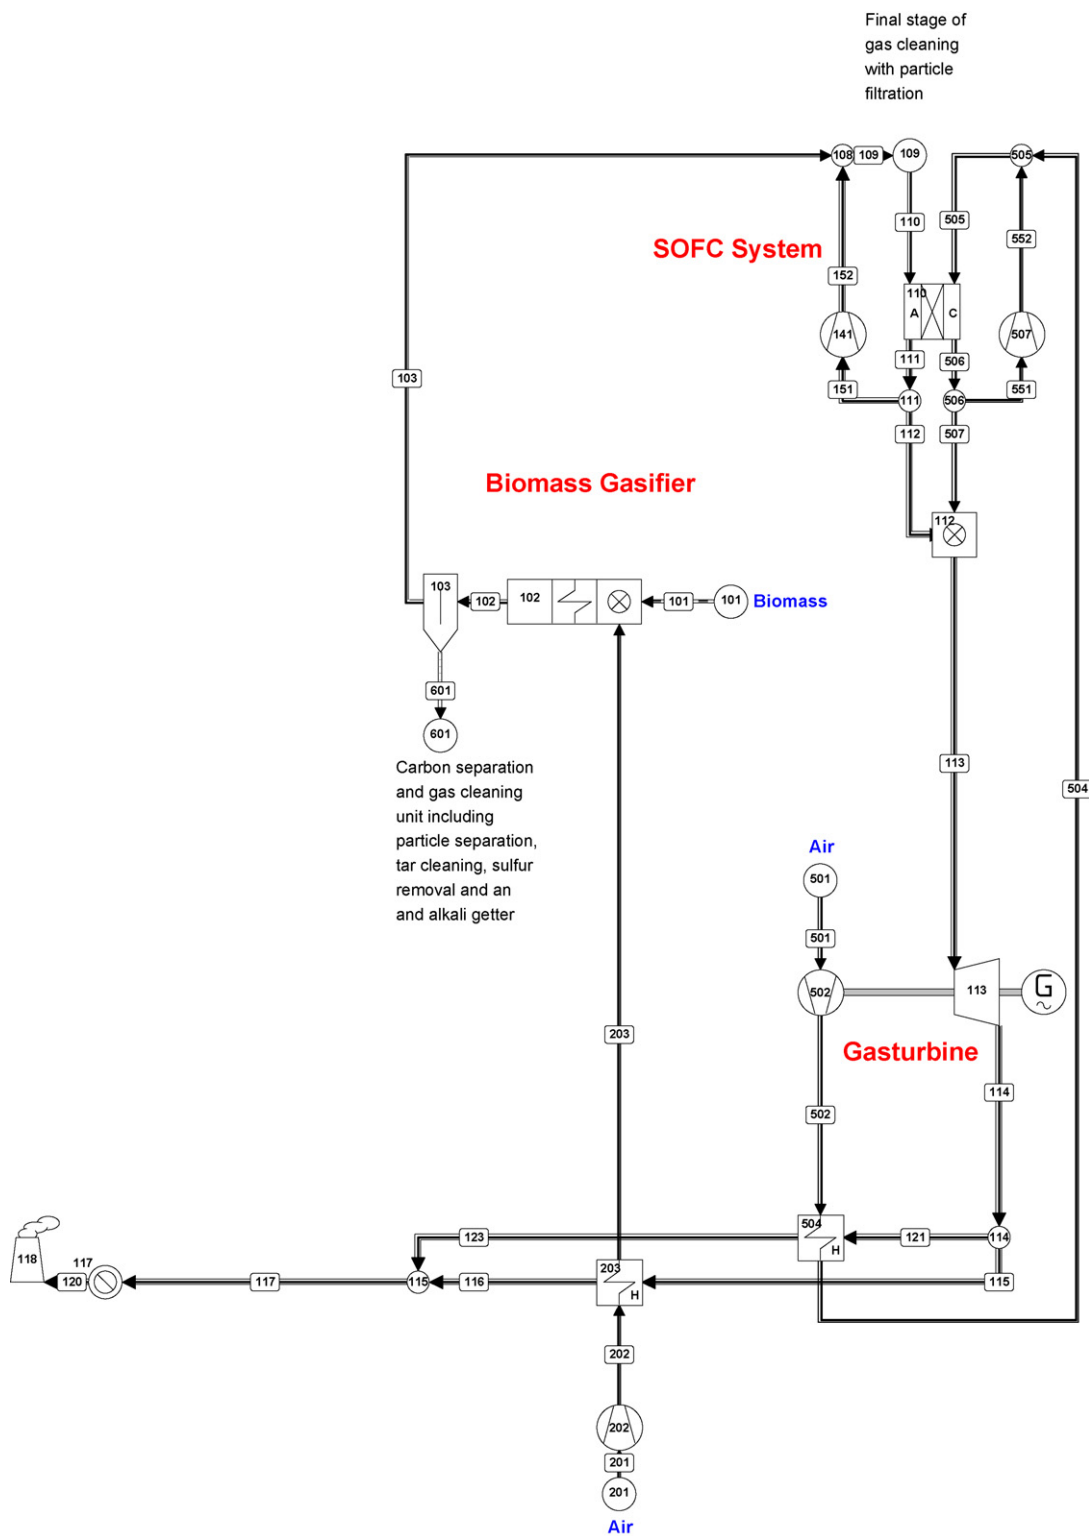 Final stage of
gas cleaning
with particle
filtration
108
109
109
505
110
505
552
SOFC System
152
110
A
C
141
507
103
111
506
151
551
111
506
112
507
Biomass Gasifier
112
103
102
102
101
101
Biomass
601
601
Carbon separation
and gas cleaning
unit including
particle separation,
tar cleaning, sulfur
removal and an
and alkali getter
113
504
Air
501
501
502
113
G
~
203
Gasturbine
114
502
504
H
123
121
114
118
117
120
117
115
116
203
H
115
202
202
201
201
Air